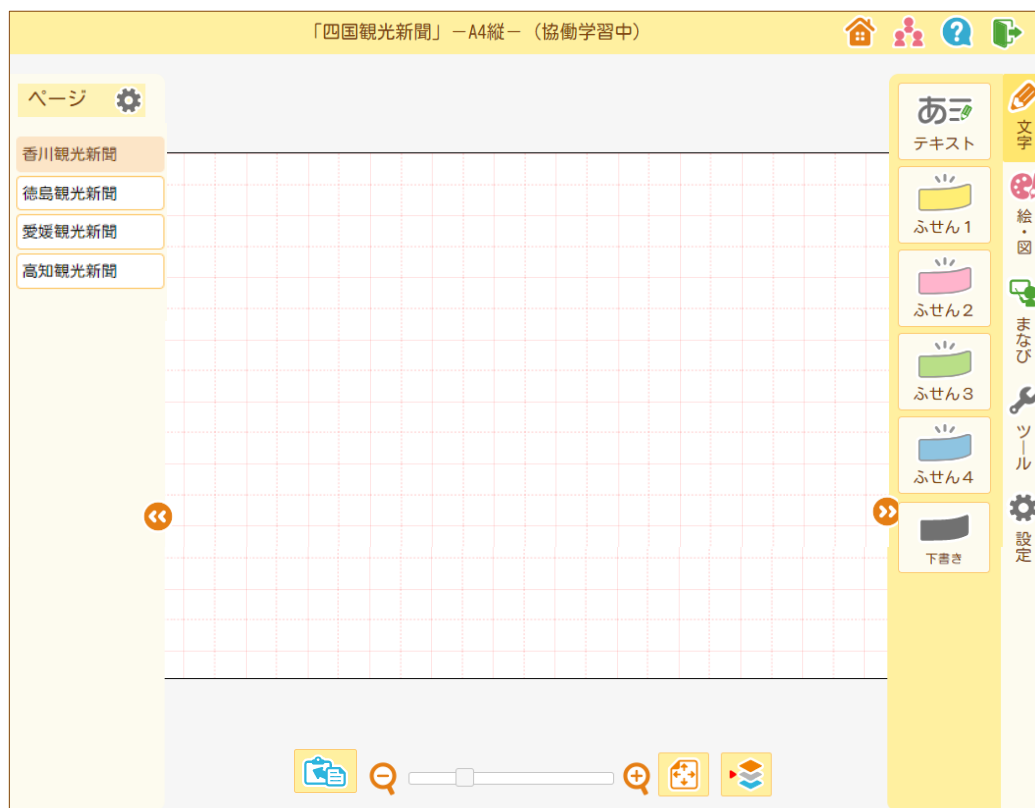 「四国観光新聞」－A4縦－（協働学習中）
ページ
香川観光新聞
徳島観光新聞
愛媛観光新聞
高知観光新聞
あ
テキスト
ふせん1
ふせん2
ふせん3
ふせん4
下書き
文字
絵・図
まなび
ツール
設定